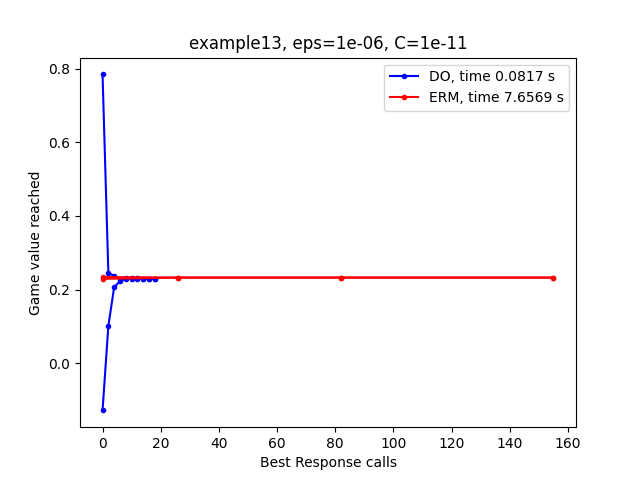 example13, eps=1e-06, C=1e-11
DO, time 0.0817 s
ERM, time 7.6569 s
Game value reached
0.8
0.6
0.4
0.2
0.0
0 20 40 60 80 100 120 140 160
Best Response calls